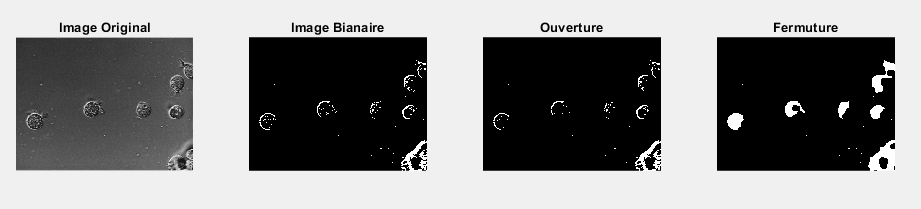 Image Original
Image Bianaire
Ouverture
Fermuture